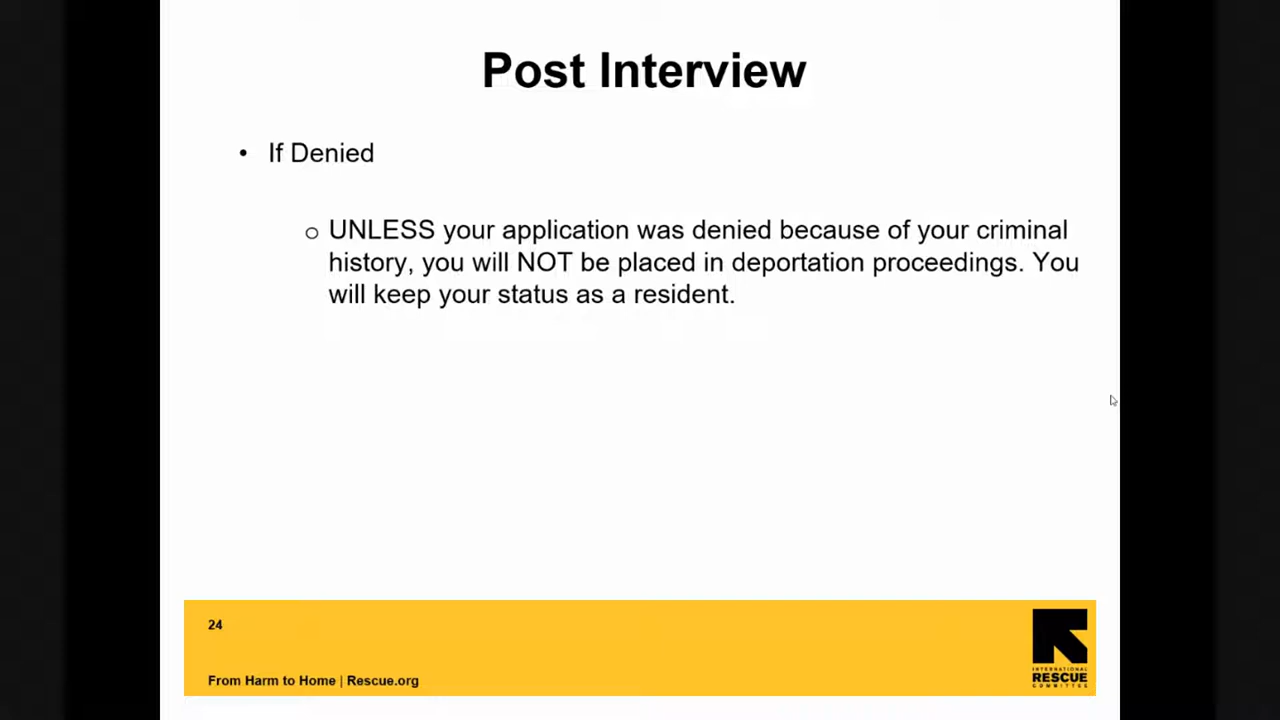 Post Interview
• If Denied
o UNLESS your application was denied because of your criminal
history, you will NOT be placed in deportation proceedings. You
will keep your status as a resident.
24
From Harm to Home | Rescue.org
INTERNATIONAL
RESCUE
COMMITTEE